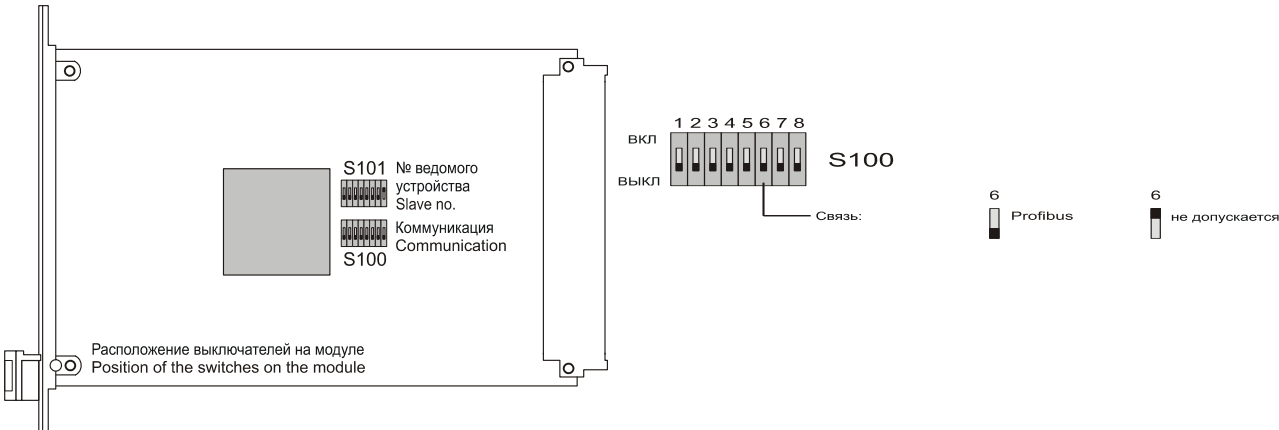 S101
№ ведомого
устройства
Slave no.
Коммуникация
Communication
S100
Расположение выключателей на модуле
Position of the switches on the module
1 2 3 4 5 6 7 8
ВКЛ
ВЫКЛ
S100
Связь:
6
Profibus
6
не допускается